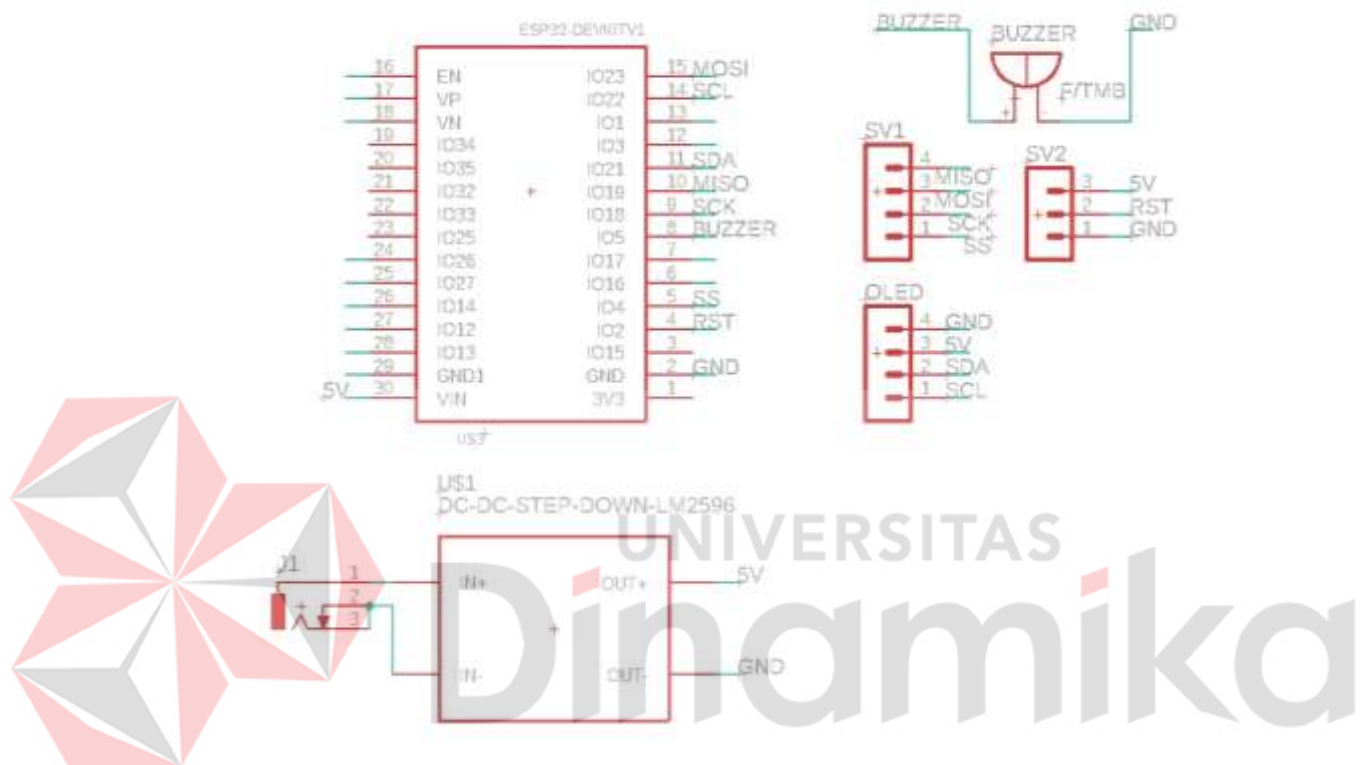 ESP32-DEVKITV1
16 EN IO23 15 MOSI
17 VP IO22 14 SCL
18 VN IO1 13
19 IO34 IO3 12
20 IO35 IO21 11 SDA
21 IO32 IO19 10 MISO
22 IO33 IO18 9 SCK
23 IO25 IO5 8 BUZZER
24 IO26 IO17 7
25 IO27 IO16 6
26 IO14 IO4 5 SS
27 IO12 IO2 4 RST
28 IO13 IO15 3
29 GND1 GND 2 GND
5V 30 VIN 3V3 1
U$3
BUZZER
BUZZER
GND
F/TMB
SV1
4
3 MISO
2 MOSI
1 SCK
SS
SV2
3 5V
2 RST
1 GND
OLED
4 GND
3 5V
2 SDA
1 SCL
U$1
DC-DC-STEP-DOWN-LM2596
J1
1
2
3
IN+ OUT+ 5V
IN- OUT- GND
UNIVERSITAS
Dinamika